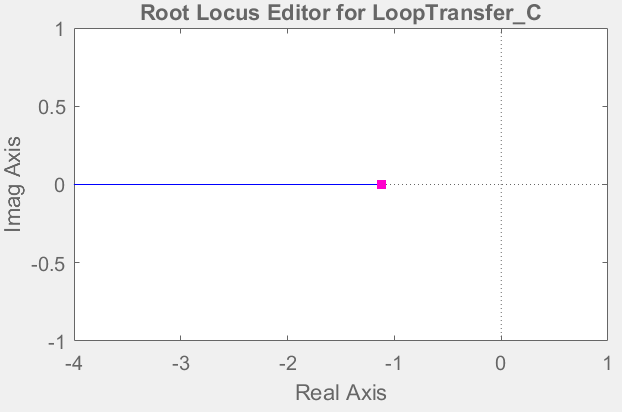 Root Locus Editor for LoopTransfer_C
1
0.5
0
-0.5
-1
Imag Axis
-4 -3 -2 -1 0 1
Real Axis